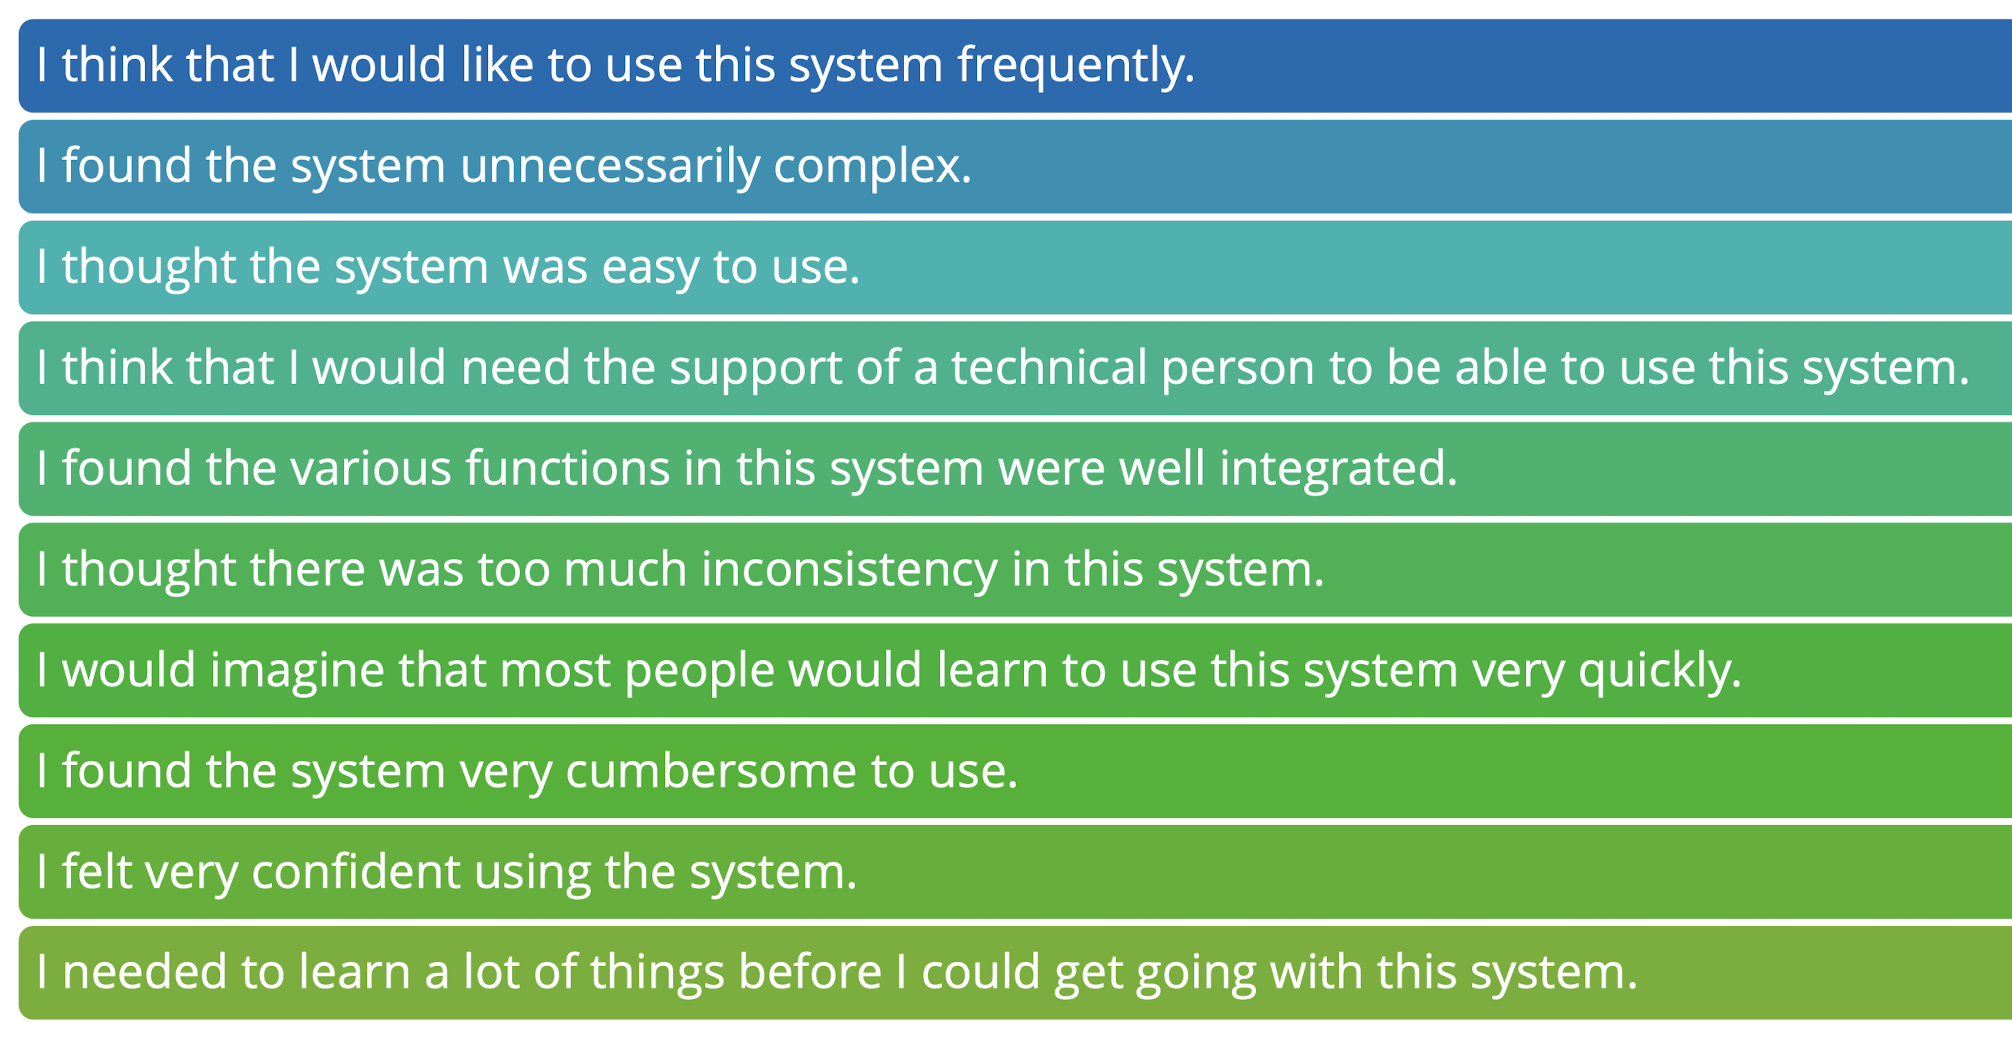 I think that I would like to use this system frequently.
I found the system unnecessarily complex.
I thought the system was easy to use.
I think that I would need the support of a technical person to be able to use this system.
I found the various functions in this system were well integrated.
I thought there was too much inconsistency in this system.
I would imagine that most people would learn to use this system very quickly.
I found the system very cumbersome to use.
I felt very confident using the system.
I needed to learn a lot of things before I could get going with this system.